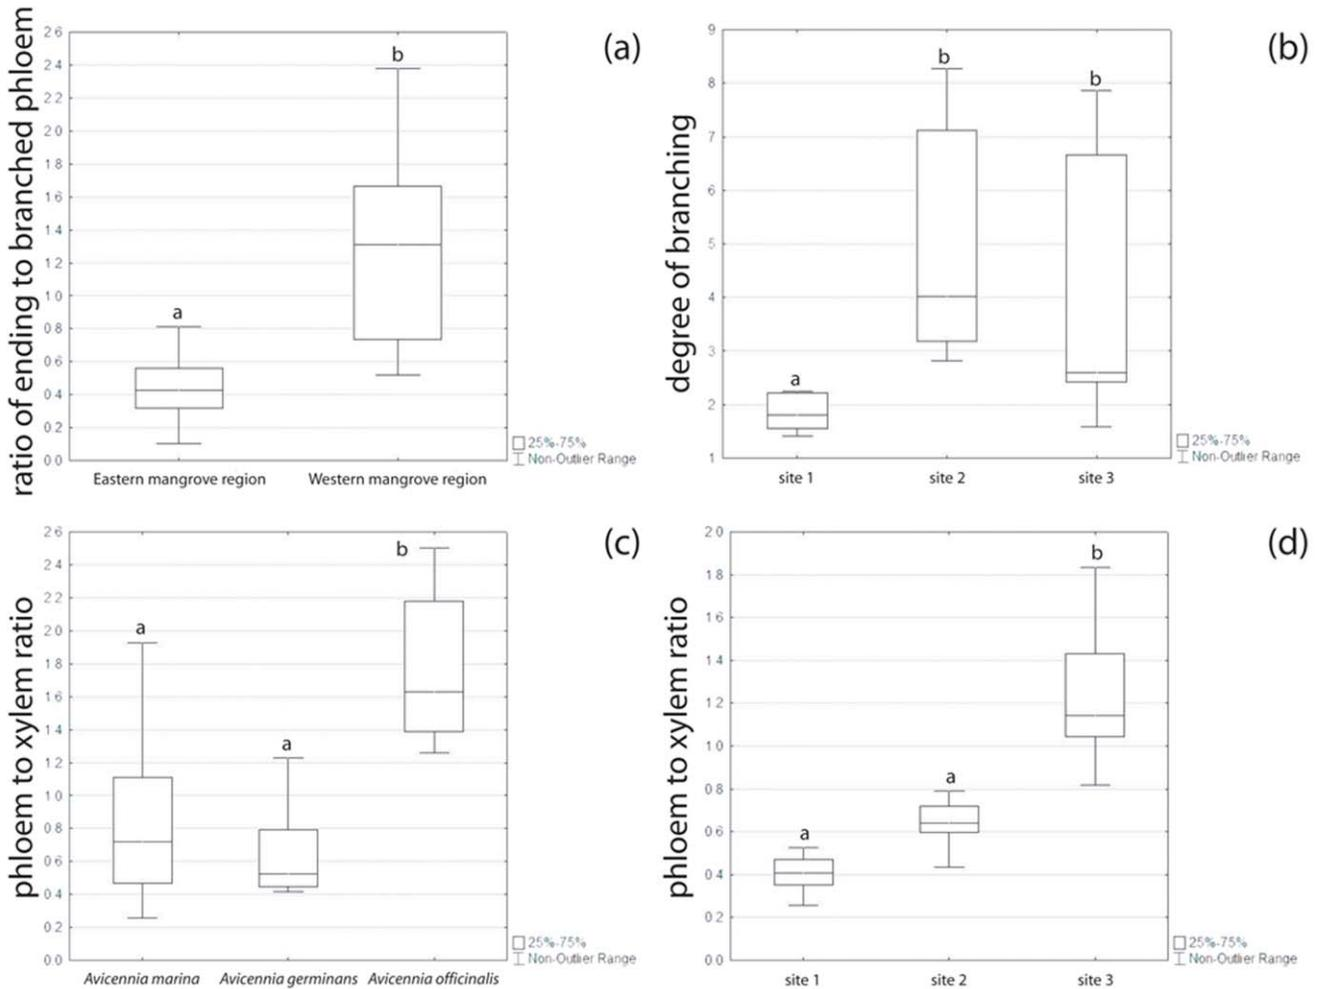 ratio of ending to branched phloem
2 6
2 4
2 2
2 0
1 8
1 6
1 4
1 2
1 0
0 8
0 6
0 4
0 2
0 0
a
b
Eastern mangrove region
Western mangrove region
25%-75%
Non-Outlier Range
(a)
degree of branching
9
8
7
6
5
4
3
2
1
a
b
b
site 1
site 2
site 3
25%-75%
Non-Outlier Range
(b)
phloem to xylem ratio
2 6
2 4
2 2
2 0
1 8
1 6
1 4
1 2
1 0
0 8
0 6
0 4
0 2
0 0
a
a
b
Avicennia marina
Avicennia germinans
Avicennia officinalis
25%-75%
Non-Outlier Range
(c)
phloem to xylem ratio
2 0
1 8
1 6
1 4
1 2
1 0
0 8
0 6
0 4
0 2
0 0
a
a
b
site 1
site 2
site 3
25%-75%
Non-Outlier Range
(d)